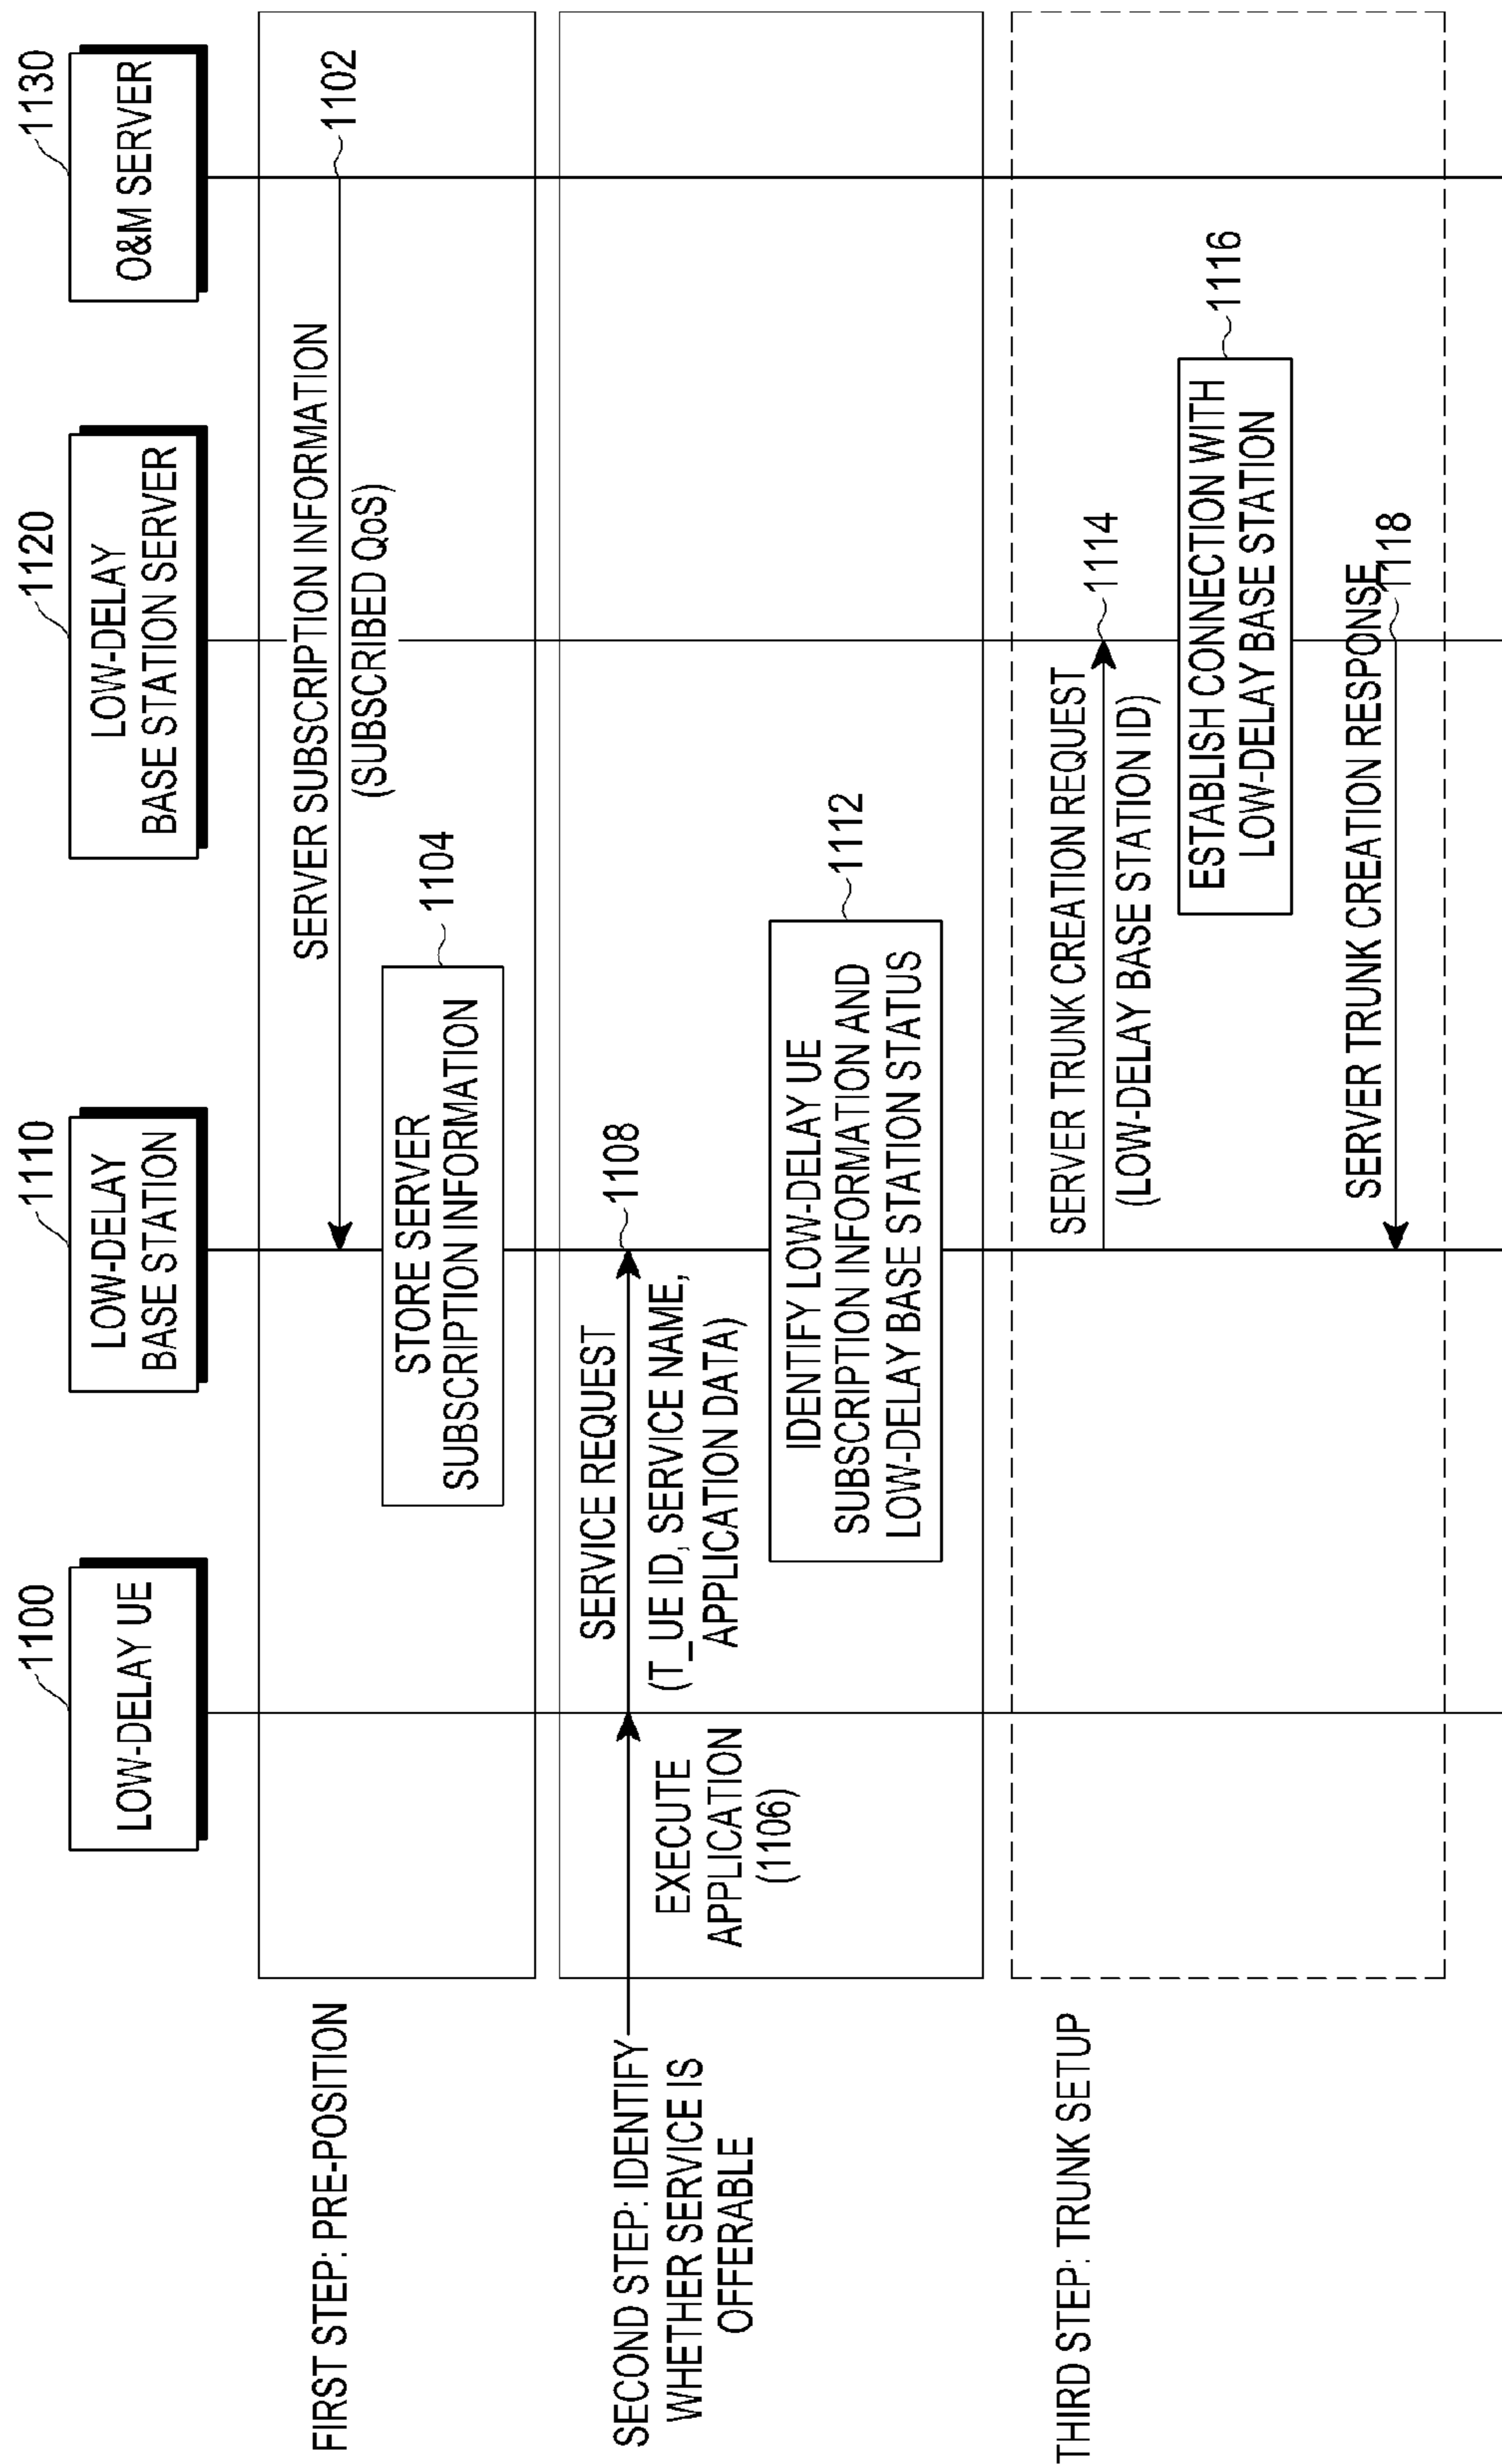 1100
LOW-DELAY UE
1110
LOW-DELAY
BASE STATION
1120
LOW-DELAY
BASE STATION SERVER
1130
O&M SERVER
FIRST STEP: PRE-POSITION
SERVER SUBSCRIPTION INFORMATION
(SUBSCRIBED QoS)
1102
STORE SERVER
SUBSCRIPTION INFORMATION
1104
SECOND STEP: IDENTIFY
WHETHER SERVICE IS
OFFERABLE
EXECUTE
APPLICATION
(1106)
SERVICE REQUEST
(T_UE ID, SERVICE NAME,
APPLICATION DATA)
1108
IDENTIFY LOW-DELAY UE
SUBSCRIPTION INFORMATION AND
LOW-DELAY BASE STATION STATUS
1112
THIRD STEP: TRUNK SETUP
SERVER TRUNK CREATION REQUEST
(LOW-DELAY BASE STATION ID)
1114
ESTABLISH CONNECTION WITH
LOW-DELAY BASE STATION
1116
SERVER TRUNK CREATION RESPONSE
1118